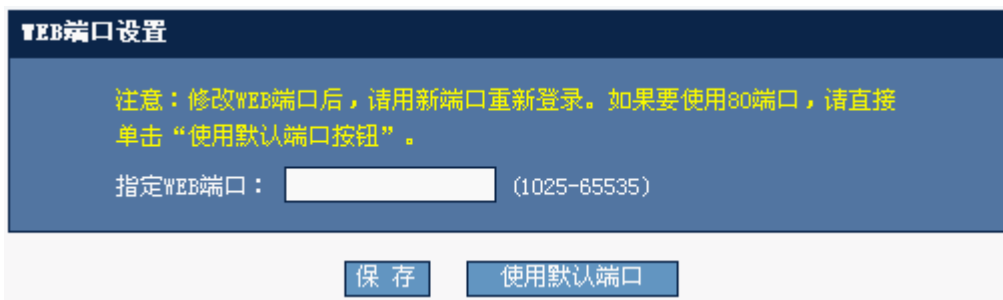 WEB端口设置
注意：修改WEB端口后，请用新端口重新登录。如果要使用80端口，请直接
单击“使用默认端口按钮”。
指定WEB端口： (1025-65535)
保 存 使用默认端口